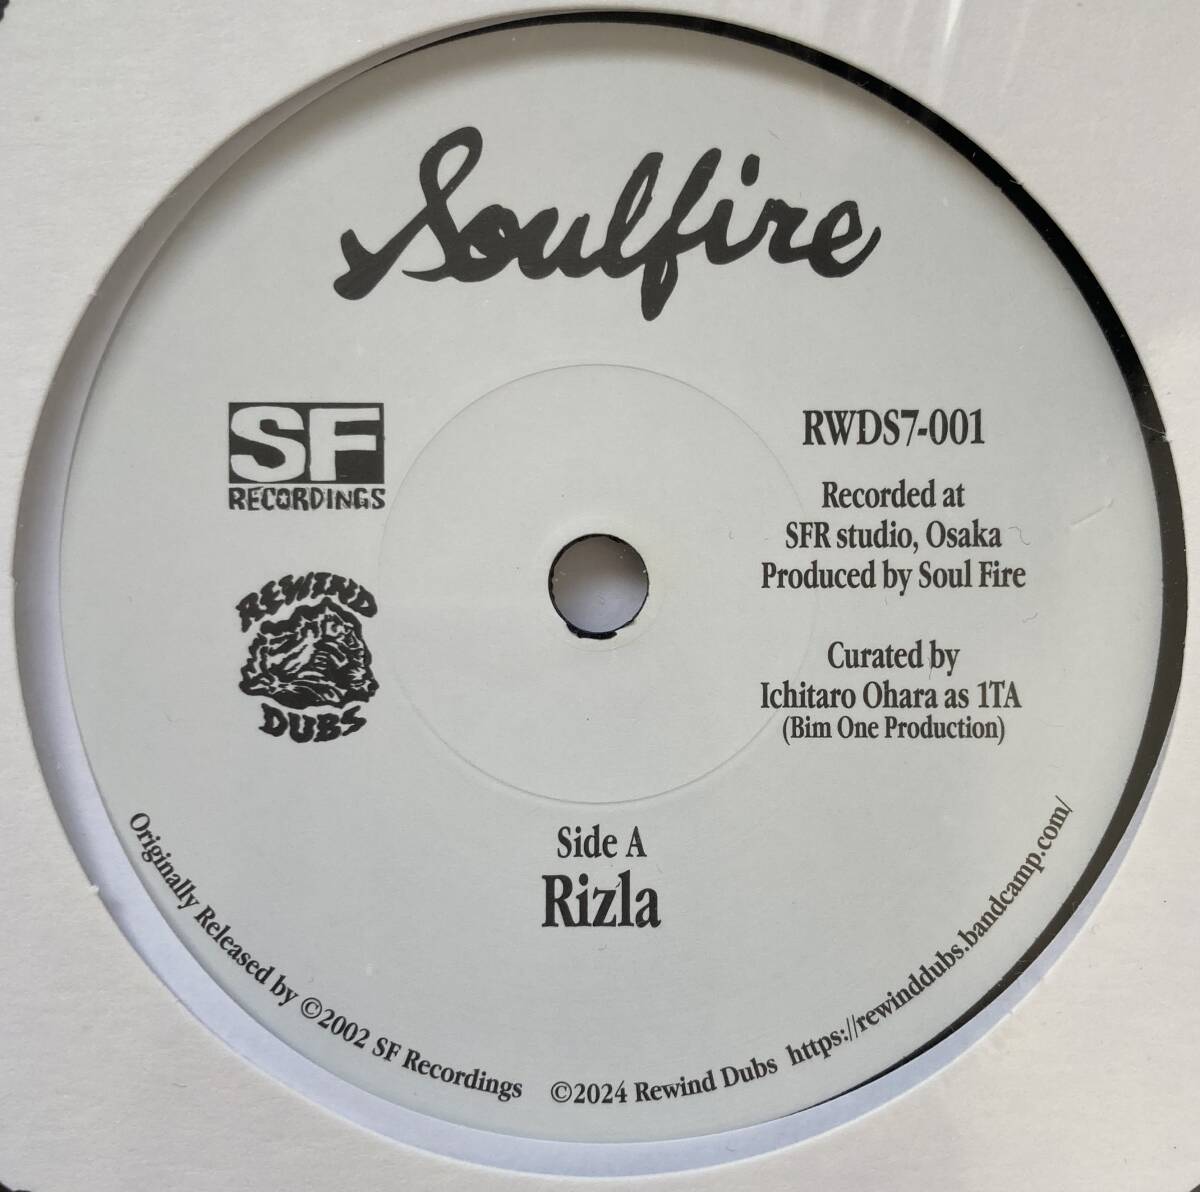 Soulfire
SF
RECORDINGS
REWIND
DUBS
RWDS7-001
Recorded at
SFR studio, Osaka
Produced by Soul Fire
Curated by
Ichitaro Ohara as 1TA
(Bim One Production)
Side A
Rizla
Originally Released by ©2002 SF Recordings
©2024 Rewind Dubs https://rewinddubs.bandcamp.com/